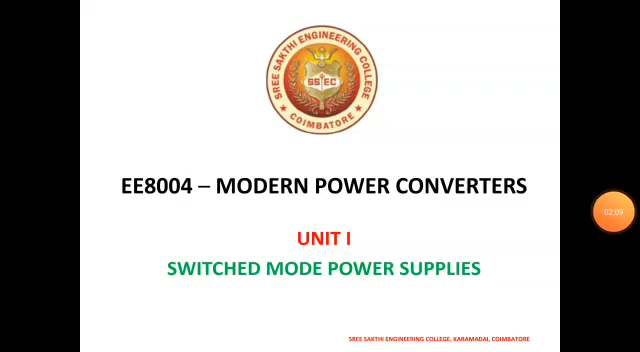 SREE SAKTHI ENGINEERING COLLEGE
SSEC
★ COIMBATORE ★
EE8004 – MODERN POWER CONVERTERS
02:09
UNIT I
SWITCHED MODE POWER SUPPLIES
SREE SAKTHI ENGINEERING COLLEGE, KARAMADAI, COIMBATORE